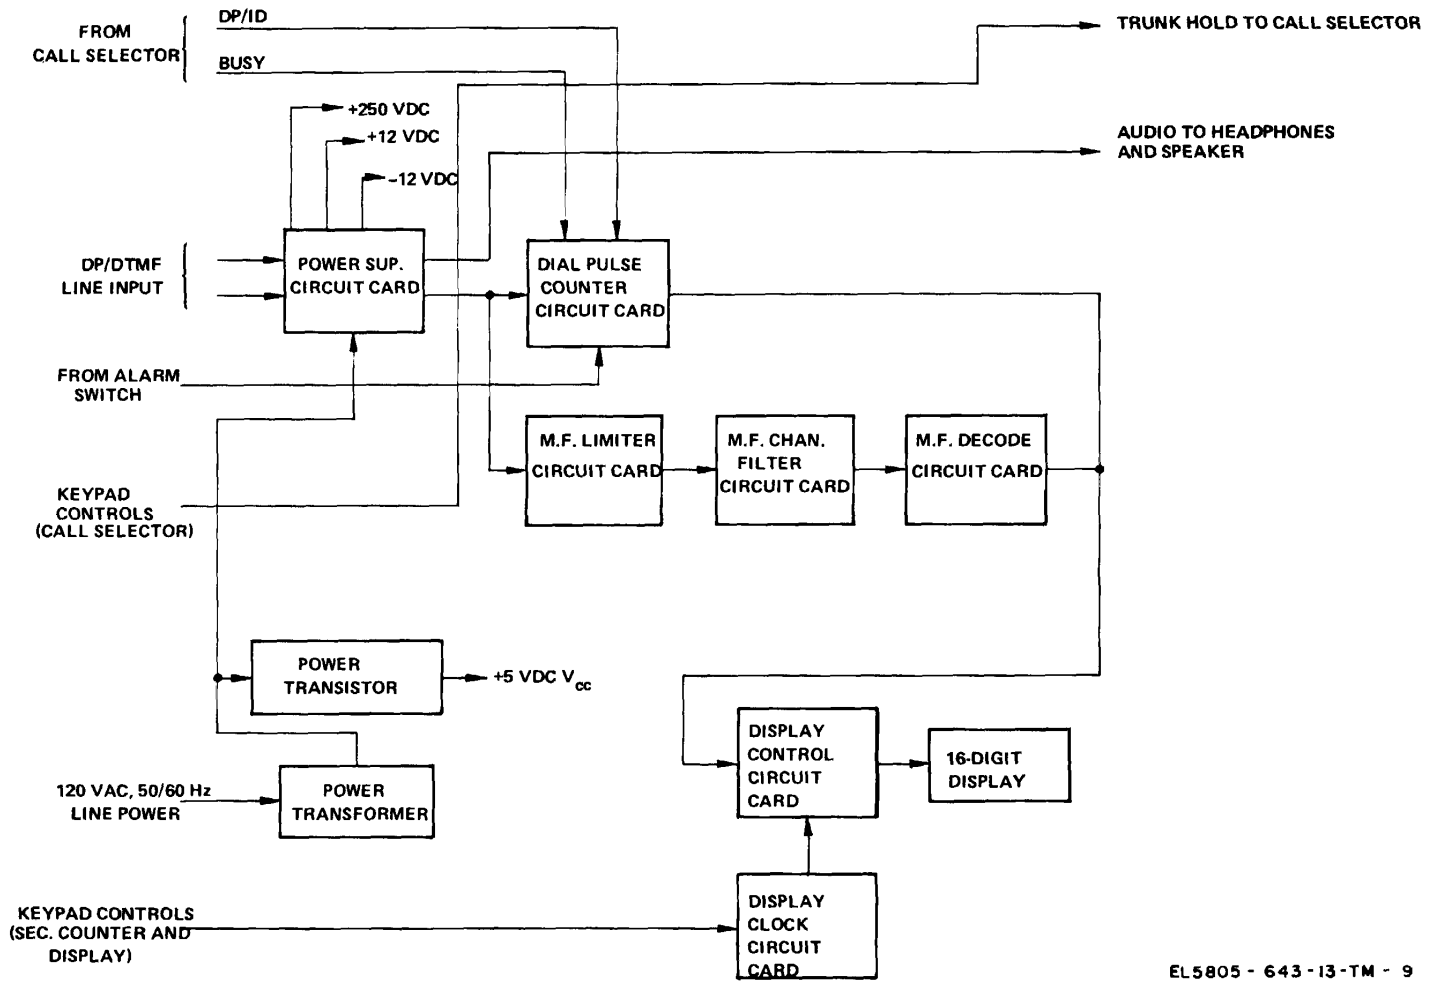 DP/ID
FROM
CALL SELECTOR
BUSY
TRUNK HOLD TO CALL SELECTOR
+250 VDC
+12 VDC
-12 VDC
AUDIO TO HEADPHONES
AND SPEAKER
DP/DTMF
LINE INPUT
POWER SUP.
CIRCUIT CARD
DIAL PULSE
COUNTER
CIRCUIT CARD
FROM ALARM
SWITCH
M.F. LIMITER
CIRCUIT CARD
M.F. CHAN.
FILTER
CIRCUIT CARD
M.F. DECODE
CIRCUIT CARD
KEYPAD
CONTROLS
(CALL SELECTOR)
POWER
TRANSISTOR
+5 VDC Vcc
120 VAC, 50/60 Hz
LINE POWER
POWER
TRANSFORMER
DISPLAY
CONTROL
CIRCUIT
CARD
16-DIGIT
DISPLAY
KEYPAD CONTROLS
(SEC. COUNTER AND
DISPLAY)
DISPLAY
CLOCK
CIRCUIT
CARD
EL5805 - 643 - 13 - TM - 9